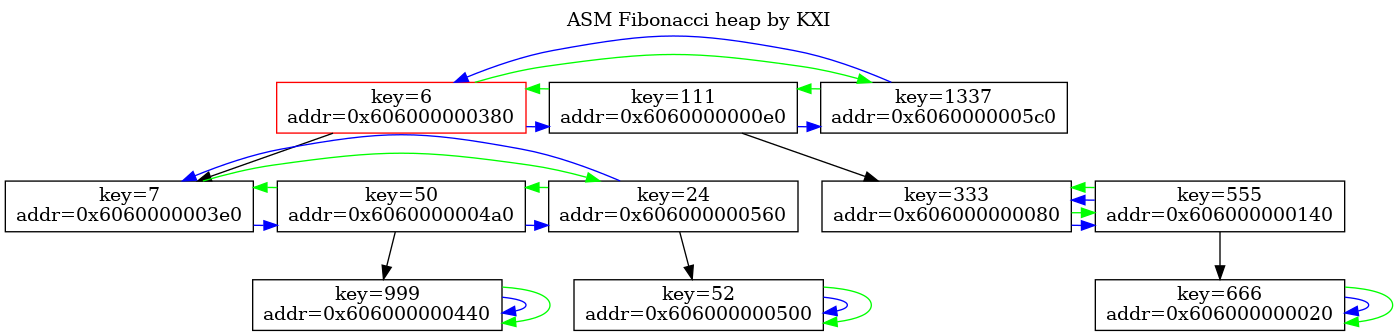 ASM Fibonacci heap by KXI
key=6
addr=0x606000000380
key=111
addr=0x6060000000e0
key=1337
addr=0x6060000005c0
key=7
addr=0x6060000003e0
key=50
addr=0x6060000004a0
key=24
addr=0x606000000560
key=333
addr=0x606000000080
key=555
addr=0x606000000140
key=999
addr=0x606000000440
key=52
addr=0x606000000500
key=666
addr=0x606000000020